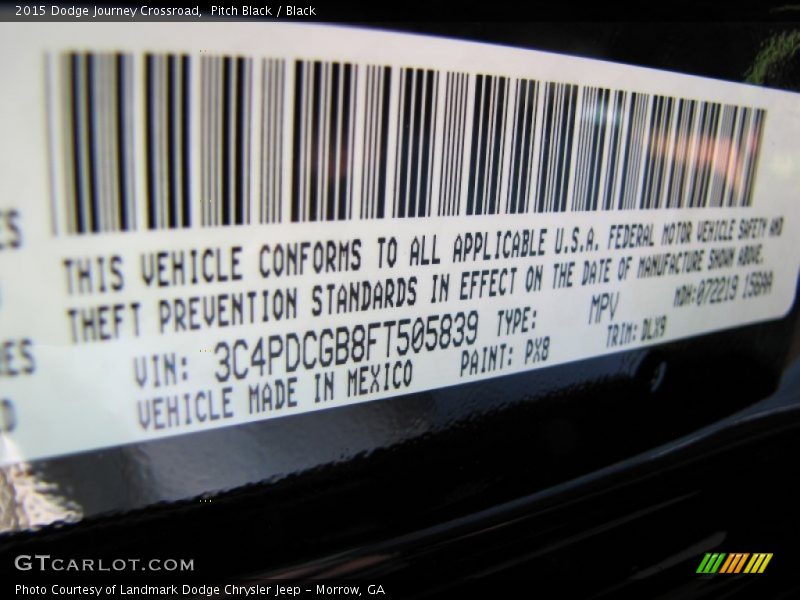 2015 Dodge Journey Crossroad,  Pitch Black / Black
THIS VEHICLE CONFORMS TO ALL APPLICABLE U.S.A. FEDERAL MOTOR VEHICLE SAFETY AND
THEFT PREVENTION STANDARDS IN EFFECT ON THE DATE OF MANUFACTURE SHOWN ABOVE.
VIN: 3C4PDCGB8FT505839 TYPE: MPV MDH:072219 156AA
VEHICLE MADE IN MEXICO PAINT: PX8 TRIM: DLX9
GTCARLOT.COM
Photo Courtesy of Landmark Dodge Chrysler Jeep – Morrow, GA